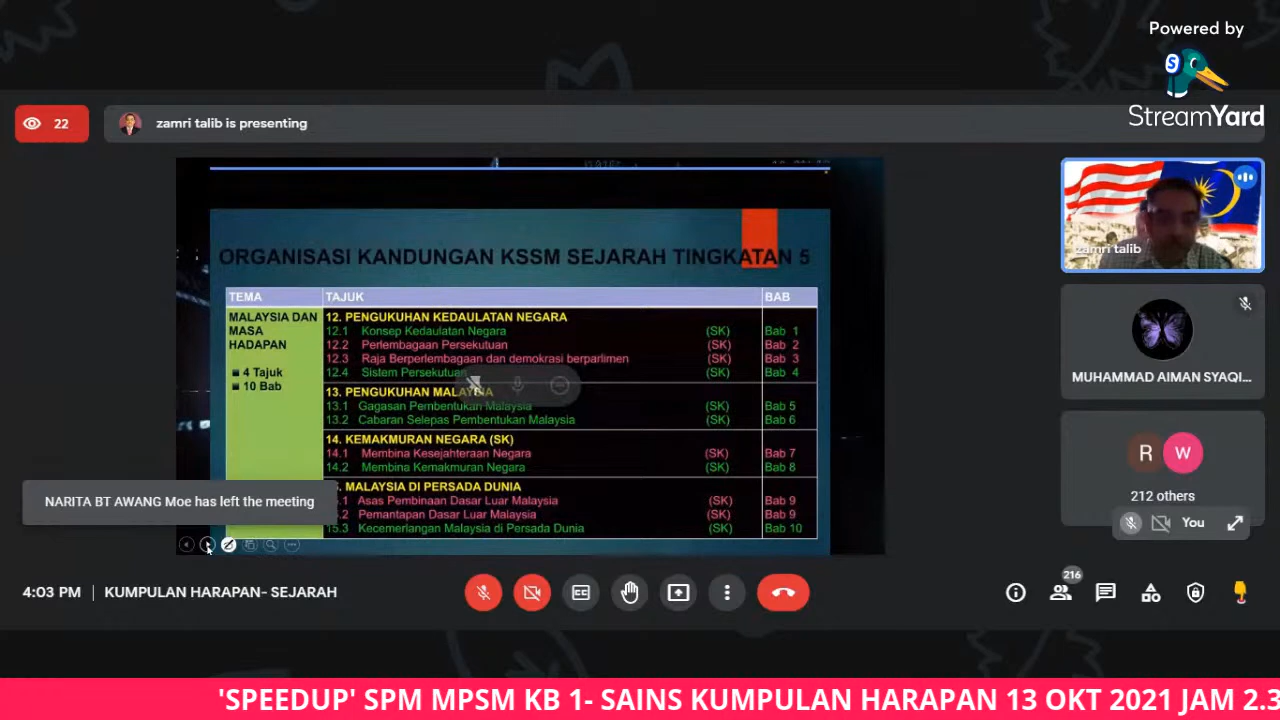 Powered by
StreamYard
22
zamri talib is presenting
zamri talib
ORGANISASI KANDUNGAN KSSM SEJARAH TINGKATAN 5
TEMA TAJUK BAB
MALAYSIA DAN MASA HADAPAN
4 Tajuk
10 Bab
12. PENGUKUHAN KEDAULATAN NEGARA
12.1 Konsep Kedaulatan Negara (SK) Bab 1
12.2 Perlembagaan Persekutuan (SK) Bab 2
12.3 Raja Berperlembagaan dan demokrasi berparlimen (SK) Bab 3
12.4 Sistem Persekutuan (SK) Bab 4
13. PENGUKUHAN MALAYSIA
13.1 Gagasan Pembentukan Malaysia (SK) Bab 5
13.2 Cabaran Selepas Pembentukan Malaysia (SK) Bab 6
14. KEMAKMURAN NEGARA (SK)
14.1 Membina Kesejahteraan Negara (SK) Bab 7
14.2 Membina Kemakmuran Negara (SK) Bab 8
MALAYSIA DI PERSADA DUNIA
.1 Asas Pembinaan Dasar Luar Malaysia (SK) Bab 9
.2 Pemantapan Dasar Luar Malaysia (SK) Bab 9
15.3 Kecemerlangan Malaysia di Persada Dunia (SK) Bab 10
NARITA BT AWANG Moe has left the meeting
MUHAMMAD AIMAN SYAQI...
R W
212 others
You
4:03 PM | KUMPULAN HARAPAN- SEJARAH
216
'SPEEDUP' SPM MPSM KB 1- SAINS KUMPULAN HARAPAN 13 OKT 2021 JAM 2.3